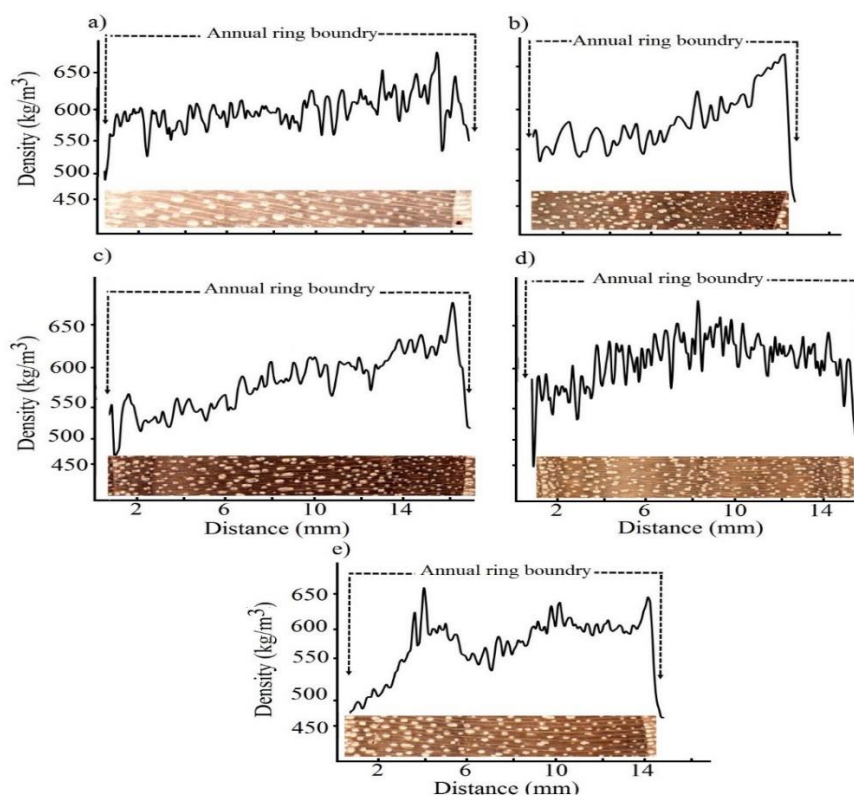 a)
Annual ring boundry
Density (kg/m3)
650
600
550
500
450
b)
Annual ring boundry
c)
Annual ring boundry
Density (kg/m3)
650
600
550
500
450
2
6
10
14
Distance (mm)
d)
Annual ring boundry
2
6
10
14
Distance (mm)
e)
Annual ring boundry
Density (kg/m3)
650
600
550
500
450
2
6
10
14
Distance (mm)